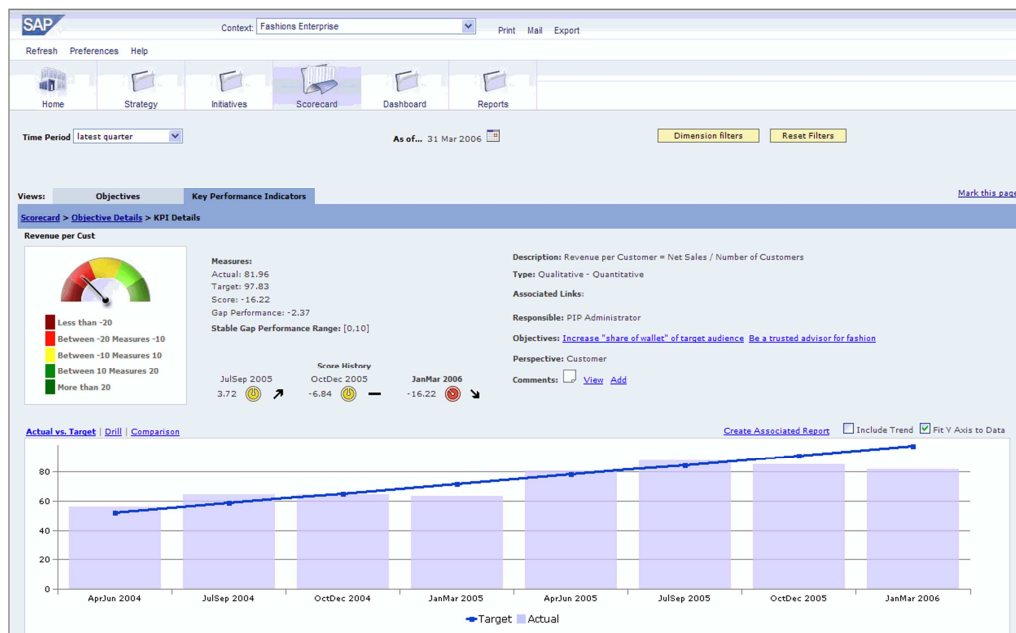 SAP
Context: Fashions Enterprise Print Mail Export
Refresh Preferences Help
Home Strategy Initiatives Scorecard Dashboard Reports
Time Period latest quarter As of... 31 Mar 2006 Dimension filters Reset Filters
Views: Objectives Key Performance Indicators Mark this page
Scorecard > Objective Details > KPI Details
Revenue per Cust
Less than -20
Between -20 Measures -10
Between -10 Measures 10
Between 10 Measures 20
More than 20
Measures:
Actual: 81.96
Target: 97.83
Score: -16.22
Gap Performance: -2.37
Stable Gap Performance Range: [0,10]
Score History
JulSep 2005 OctDec 2005 JanMar 2006
3.72 -6.84 -16.22
Description: Revenue per Customer = Net Sales / Number of Customers
Type: Qualitative - Quantitative
Associated Links:
Responsible: PIP Administrator
Objectives: Increase "share of wallet" of target audience Be a trusted advisor for fashion
Perspective: Customer
Comments: View Add
Actual vs. Target | Drill | Comparison Create Associated Report Include Trend Fit Y Axis to Data
80
60
40
20
0
AprJun 2004 JulSep 2004 OctDec 2004 JanMar 2005 AprJun 2005 JulSep 2005 OctDec 2005 JanMar 2006
Target Actual